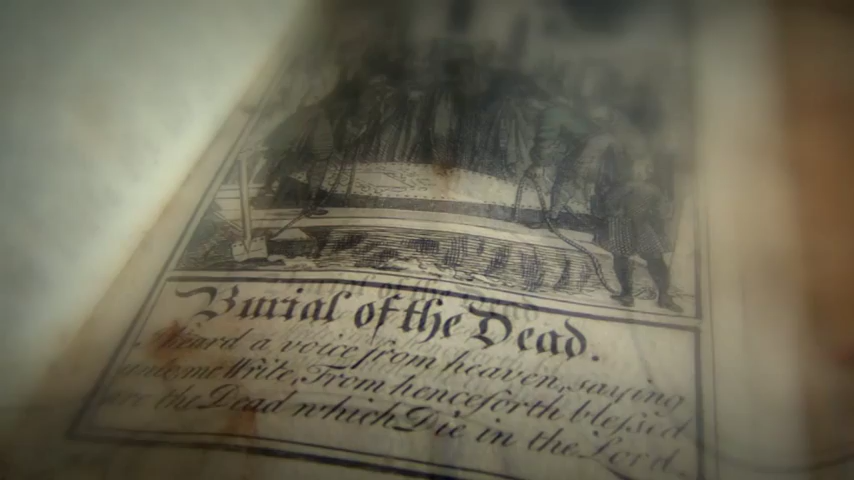 Burial of the Dead.
heard a voice from heaven, saying
unto me Write, From henceforth blessed
are the Dead which Die in the Lord.